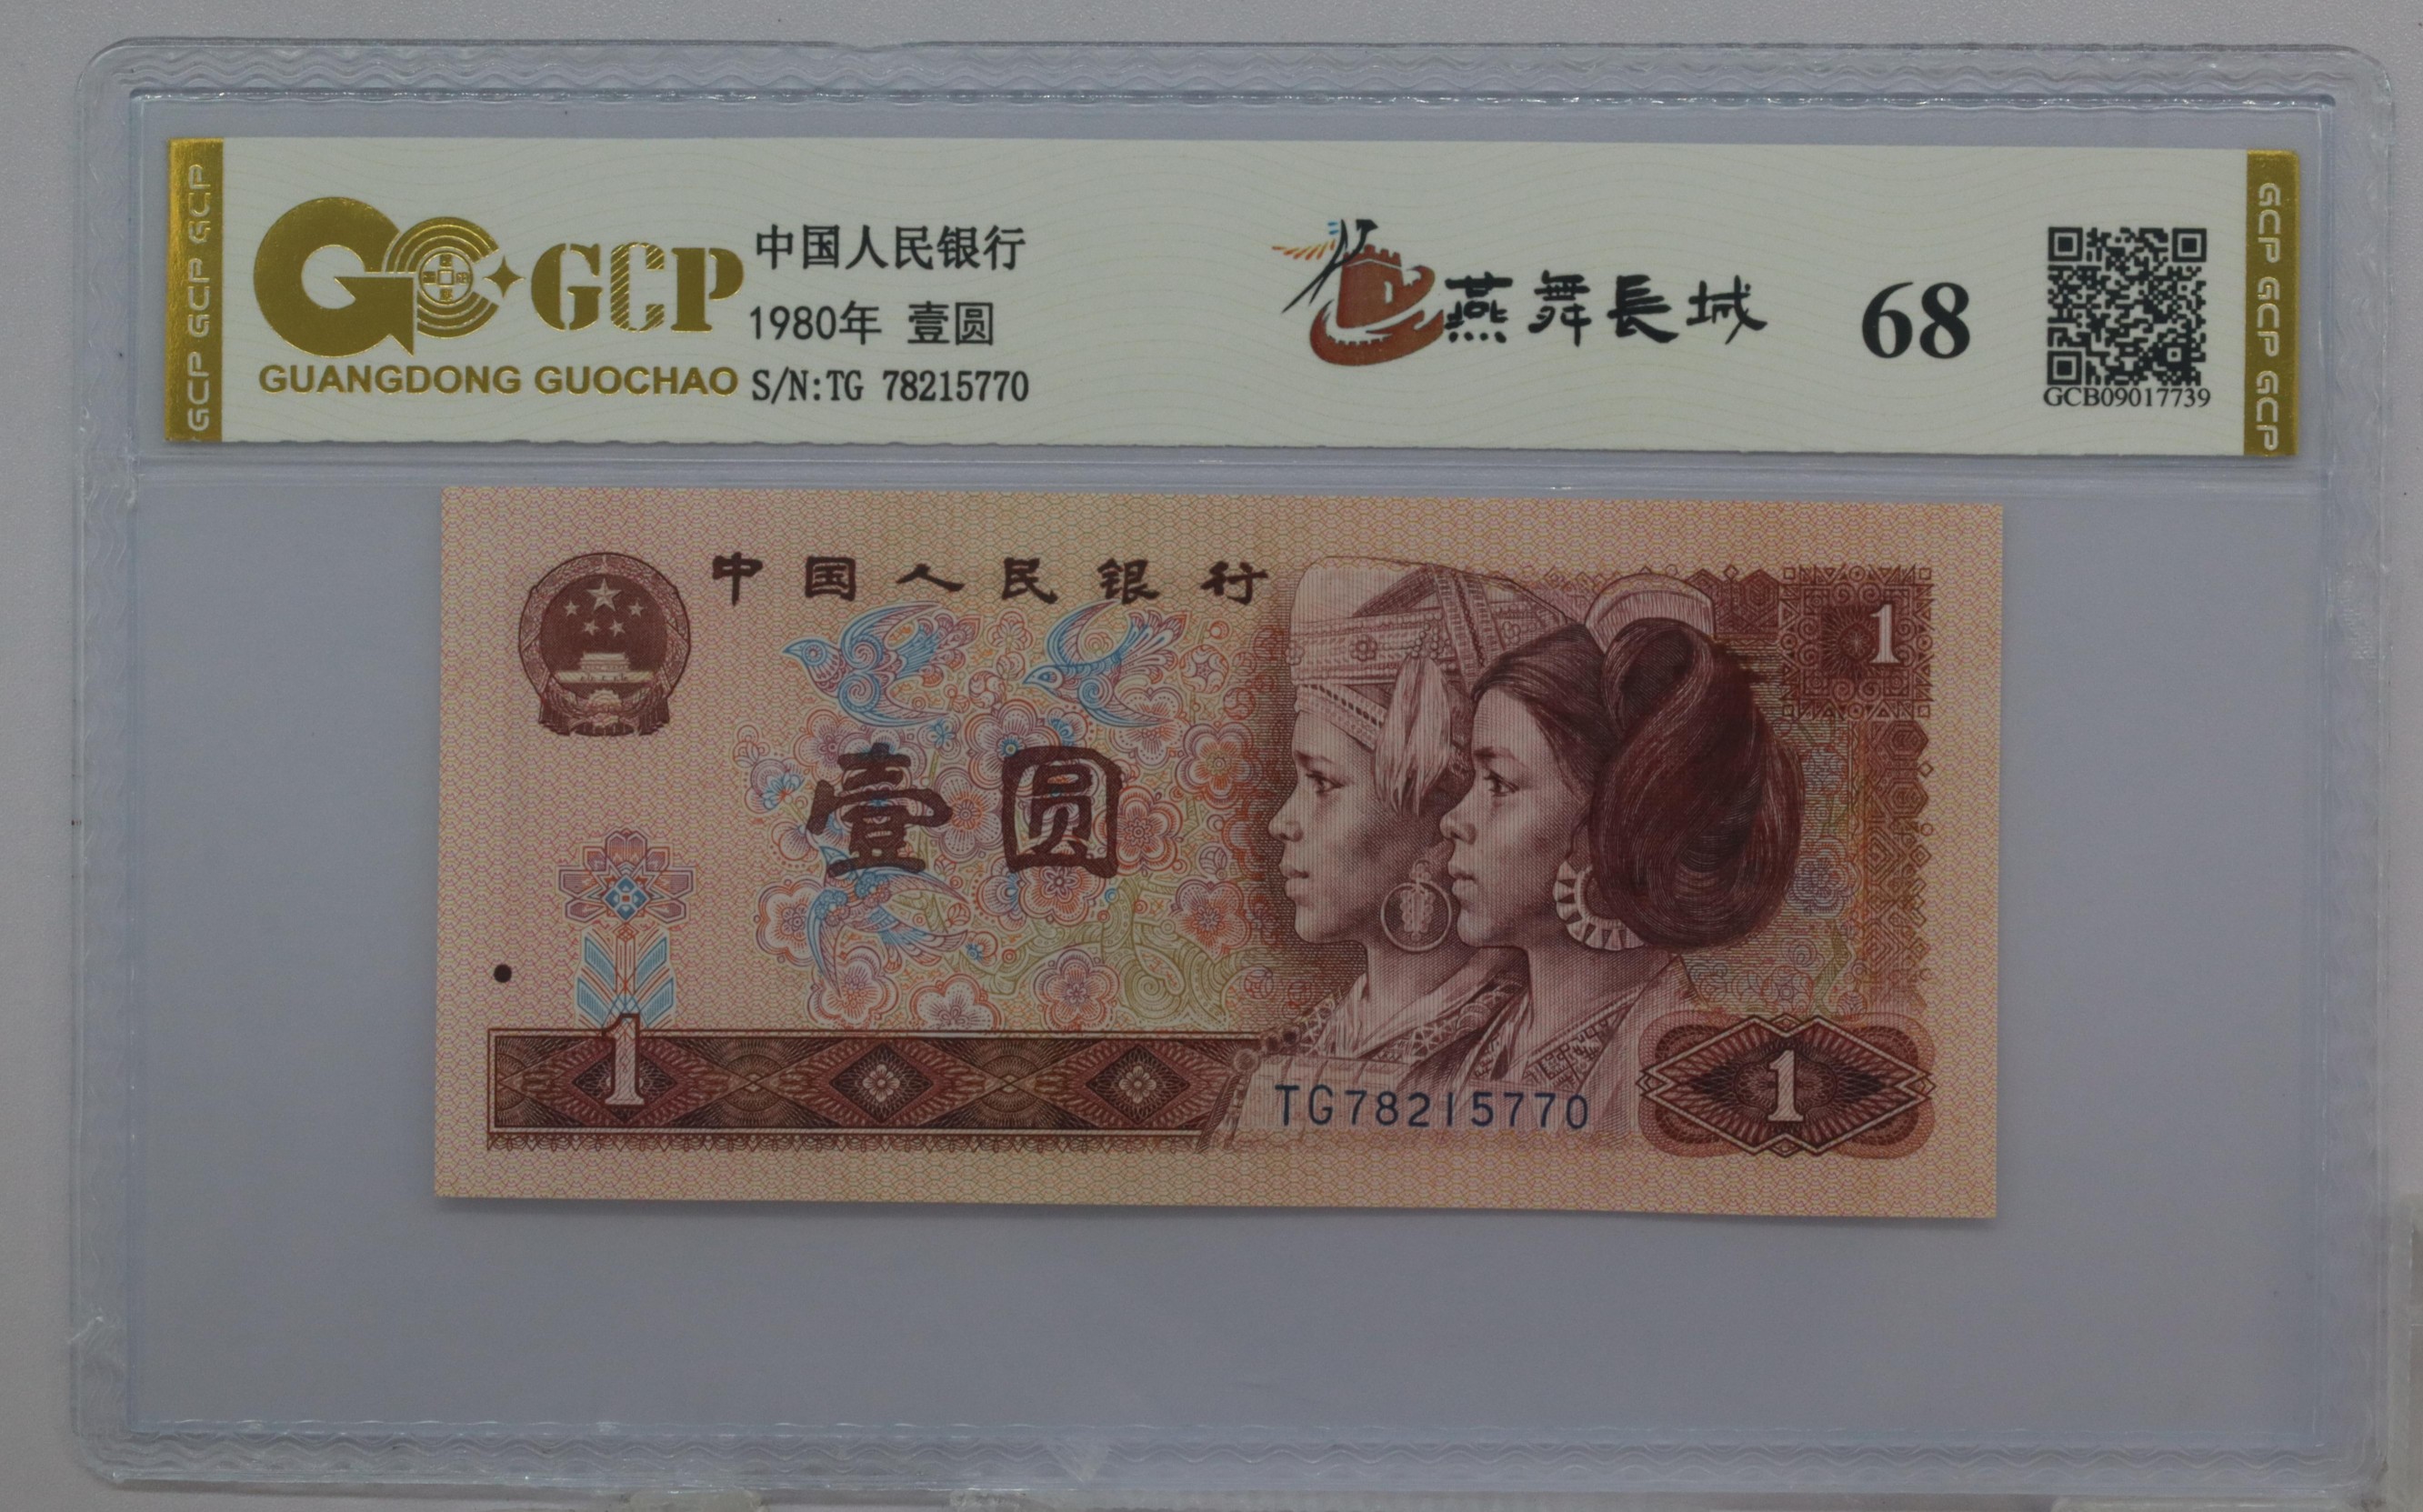 GCP GCP GCP
GCP
GUANGDONG GUOCHAO
中国人民银行
1980年 壹圆
S/N:TG 78215770
燕舞長城
68
GCB09017739
GCP GCP GCP
中国人民银行
1
壹圆
1
TG78215770
1